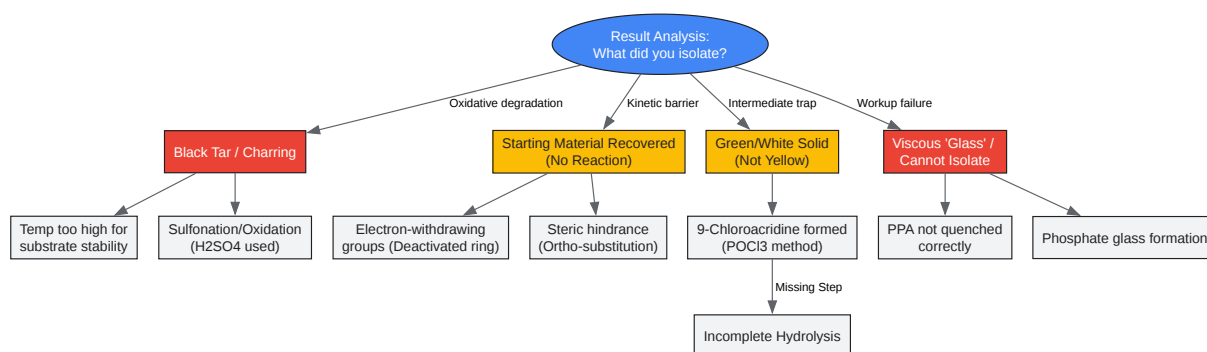 Result Analysis:
What did you isolate?
Oxidative degradation
Kinetic barrier
Intermediate trap
Workup failure
Black Tar / Charring
Starting Material Recovered
(No Reaction)
Green/White Solid
(Not Yellow)
Viscous 'Glass' /
Cannot Isolate
Temp too high for
substrate stability
Sulfonation/Oxidation
(H2SO4 used)
Electron-withdrawing
groups (Deactivated ring)
Steric hindrance
(Ortho-substitution)
9-Chloroacridine formed
(POCl3 method)
PPA not quenched
correctly
Phosphate glass formation
Missing Step
Incomplete Hydrolysis